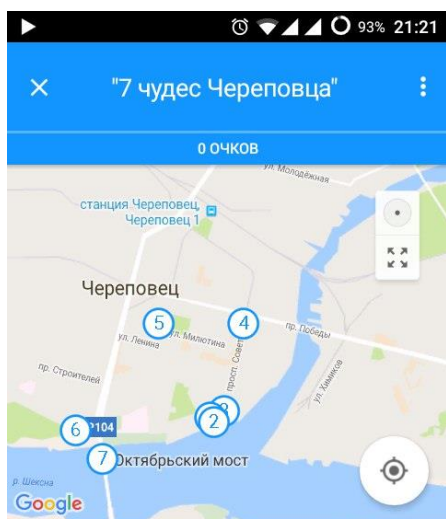 93% 21:21
"7 чудес Череповца"
0 ОЧКОВ
ул. Молодёжная
станция Череповец,
Череповец 1
Череповец
5
4
ул. Ленина
ул. Милютина
пр. Победы
просп. Совет
ул. Химиков
пр. Строителей
3
2
6
Р104
7
Октябрьский мост
р. Шексна
Google